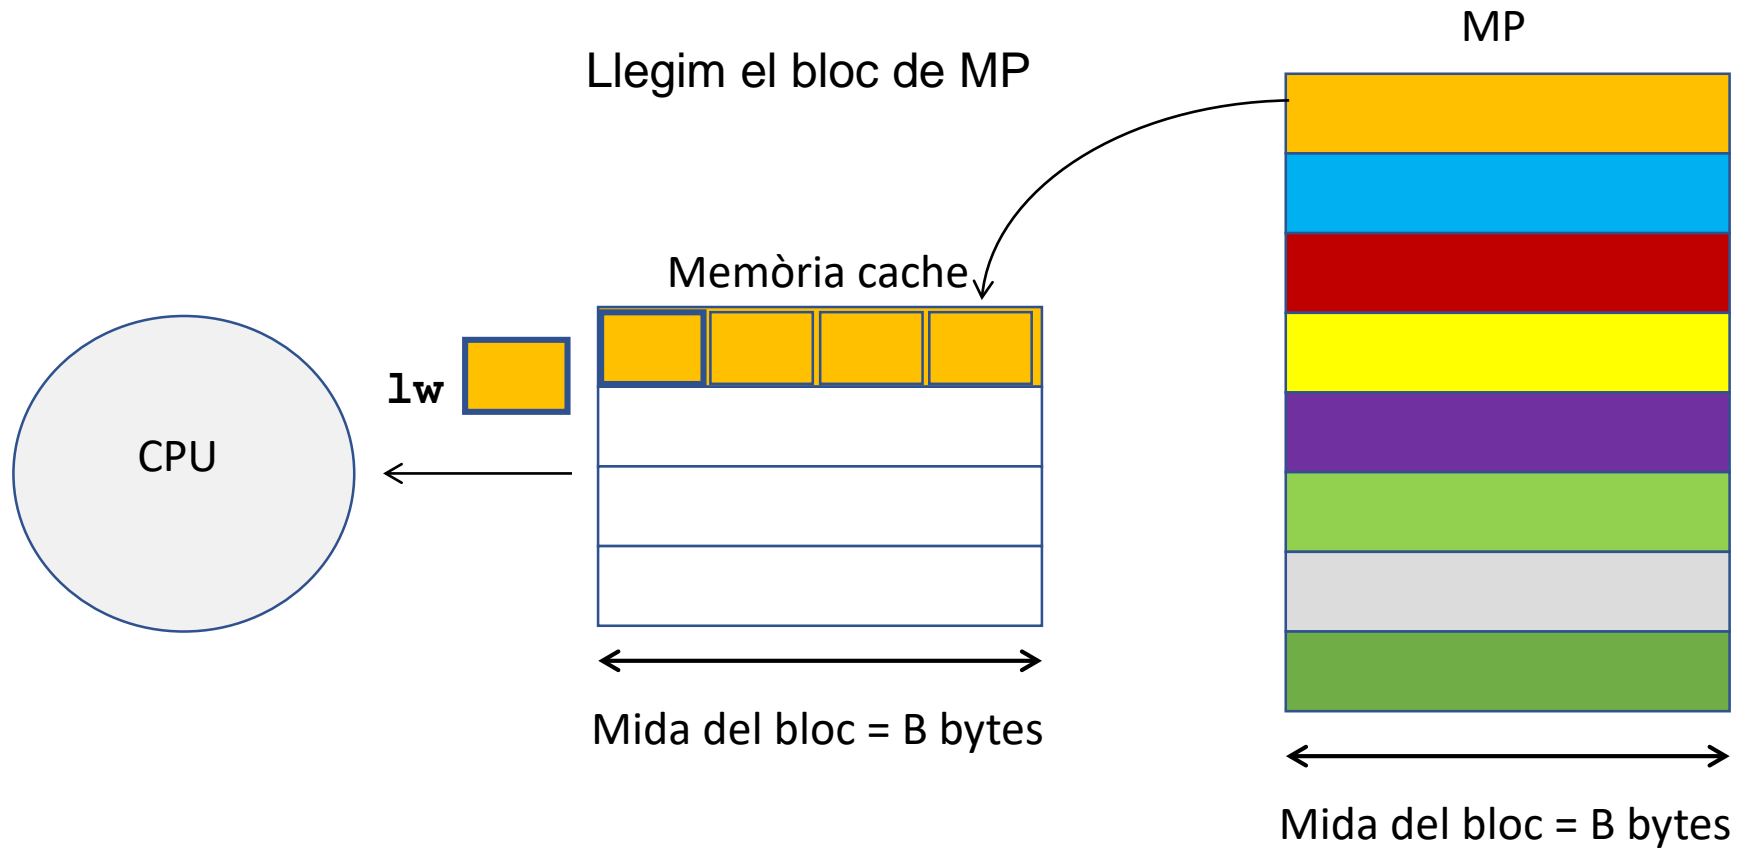 MP
Llegim el bloc de MP
Memòria cache
lw
CPU
Mida del bloc = B bytes
Mida del bloc = B bytes